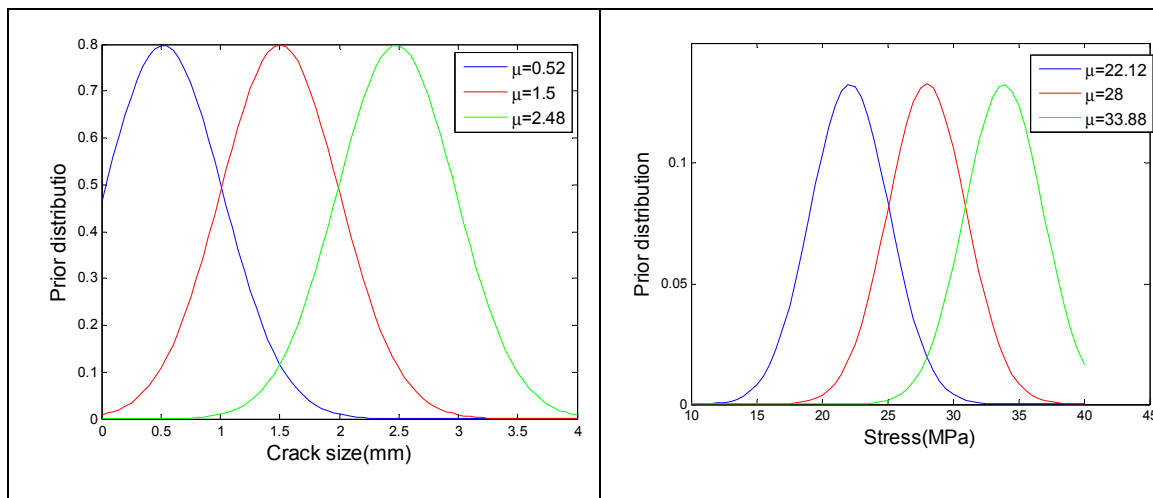 0.8
0.7
0.6
0.5
0.4
0.3
0.2
0.1
0
Prior distributio
0 0.5 1 1.5 2 2.5 3 3.5 4
Crack size(mm)
μ=0.52
μ=1.5
μ=2.48
0.1
0.05
0
Prior distribution
10 15 20 25 30 35 40 45
Stress(MPa)
μ=22.12
μ=28
μ=33.88